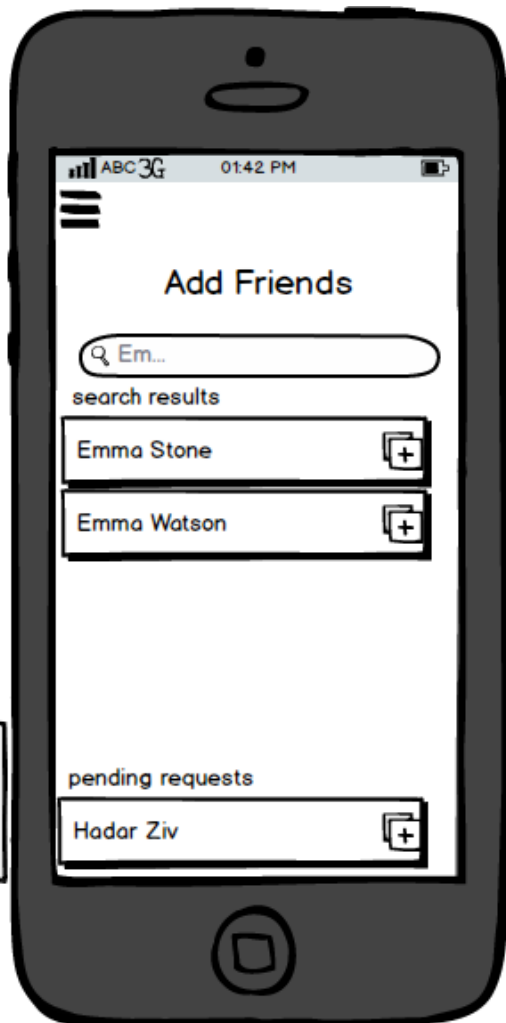 ABC 3G 01:42 PM
Add Friends
Em...
search results
Emma Stone
Emma Watson
pending requests
Hadar Ziv